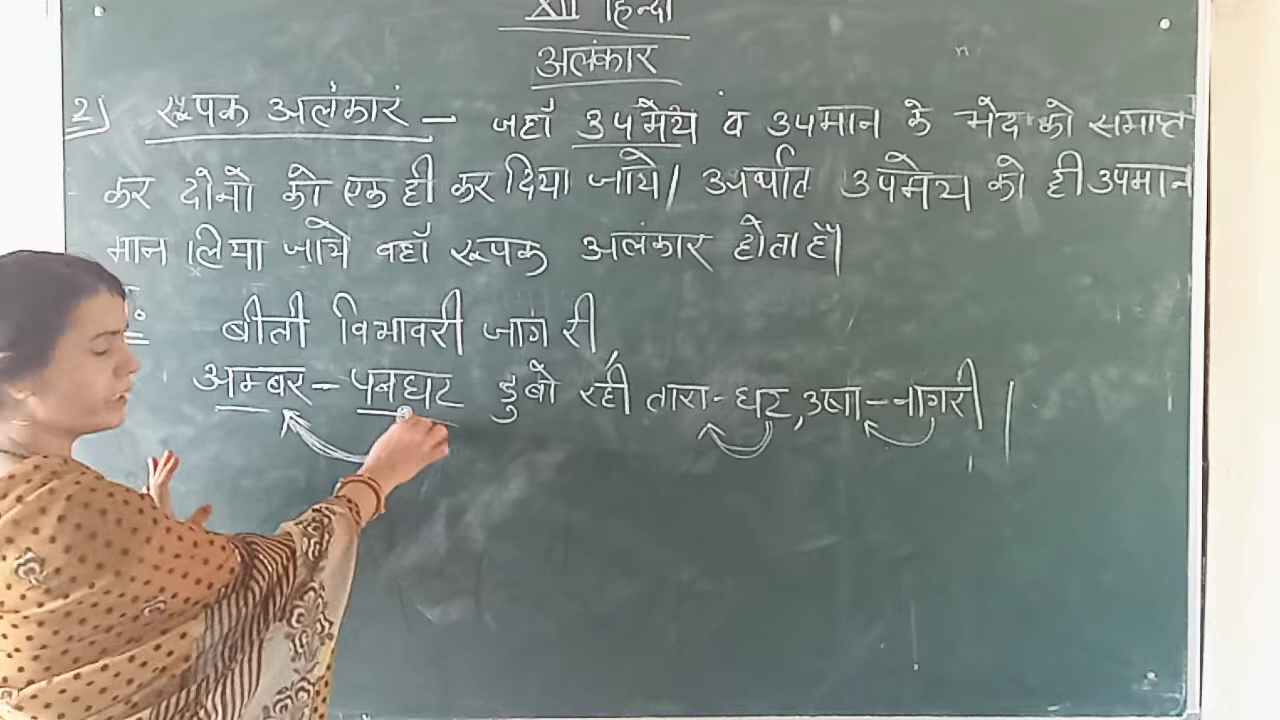 XII हिन्दी
अलंकार
2) रूपक अलंकार – जहाँ उपमेय व उपमान के भेद को समाप्त
कर दोनों को एक ही कर दिया जाये। अर्थात उपमेय को ही उपमान
मान लिया जाये वहाँ रूपक अलंकार होता है।
बीती विभावरी जाग री,
अम्बर – पनघट डुबो रही तारा-घट, उषा-नागरी।